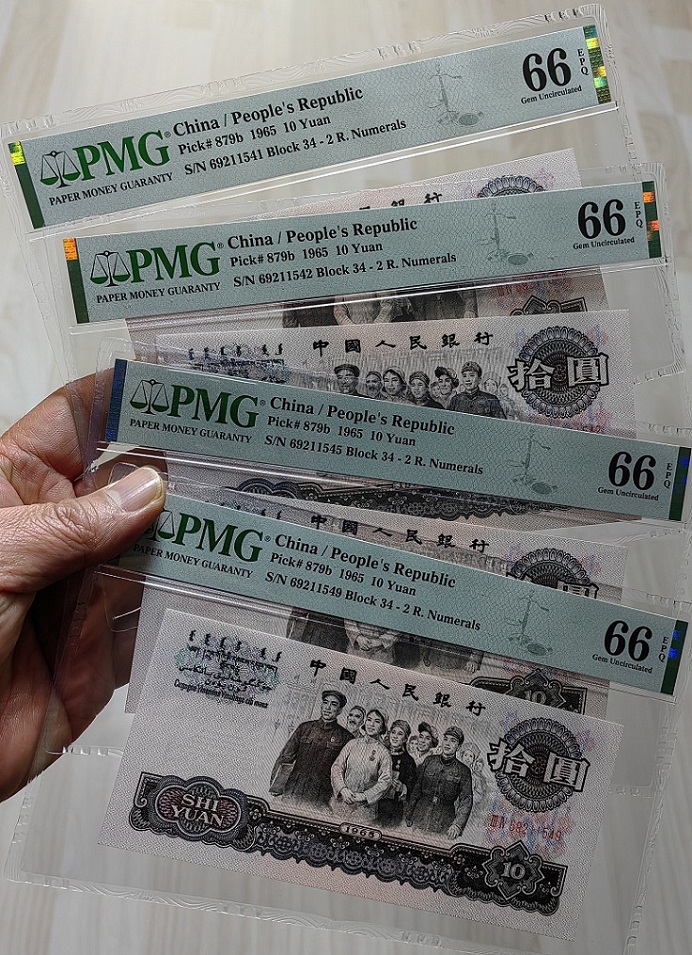 PMG®
PAPER MONEY GUARANTY
China / People's Republic
Pick# 879b 1965 10 Yuan
S/N 69211541 Block 34 - 2 R. Numerals
66 EPQ
Gem Uncirculated
PMG®
PAPER MONEY GUARANTY
China / People's Republic
Pick# 879b 1965 10 Yuan
S/N 69211542 Block 34 - 2 R. Numerals
66 EPQ
Gem Uncirculated
中國人民銀行
拾圓
PMG®
PAPER MONEY GUARANTY
China / People's Republic
Pick# 879b 1965 10 Yuan
S/N 69211545 Block 34 - 2 R. Numerals
66 EPQ
Gem Uncirculated
民銀行
PMG®
PAPER MONEY GUARANTY
China / People's Republic
Pick# 879b 1965 10 Yuan
S/N 69211549 Block 34 - 2 R. Numerals
66 EPQ
Gem Uncirculated
10
中國人民銀行
拾圓
SHI
YUAN
1965
10